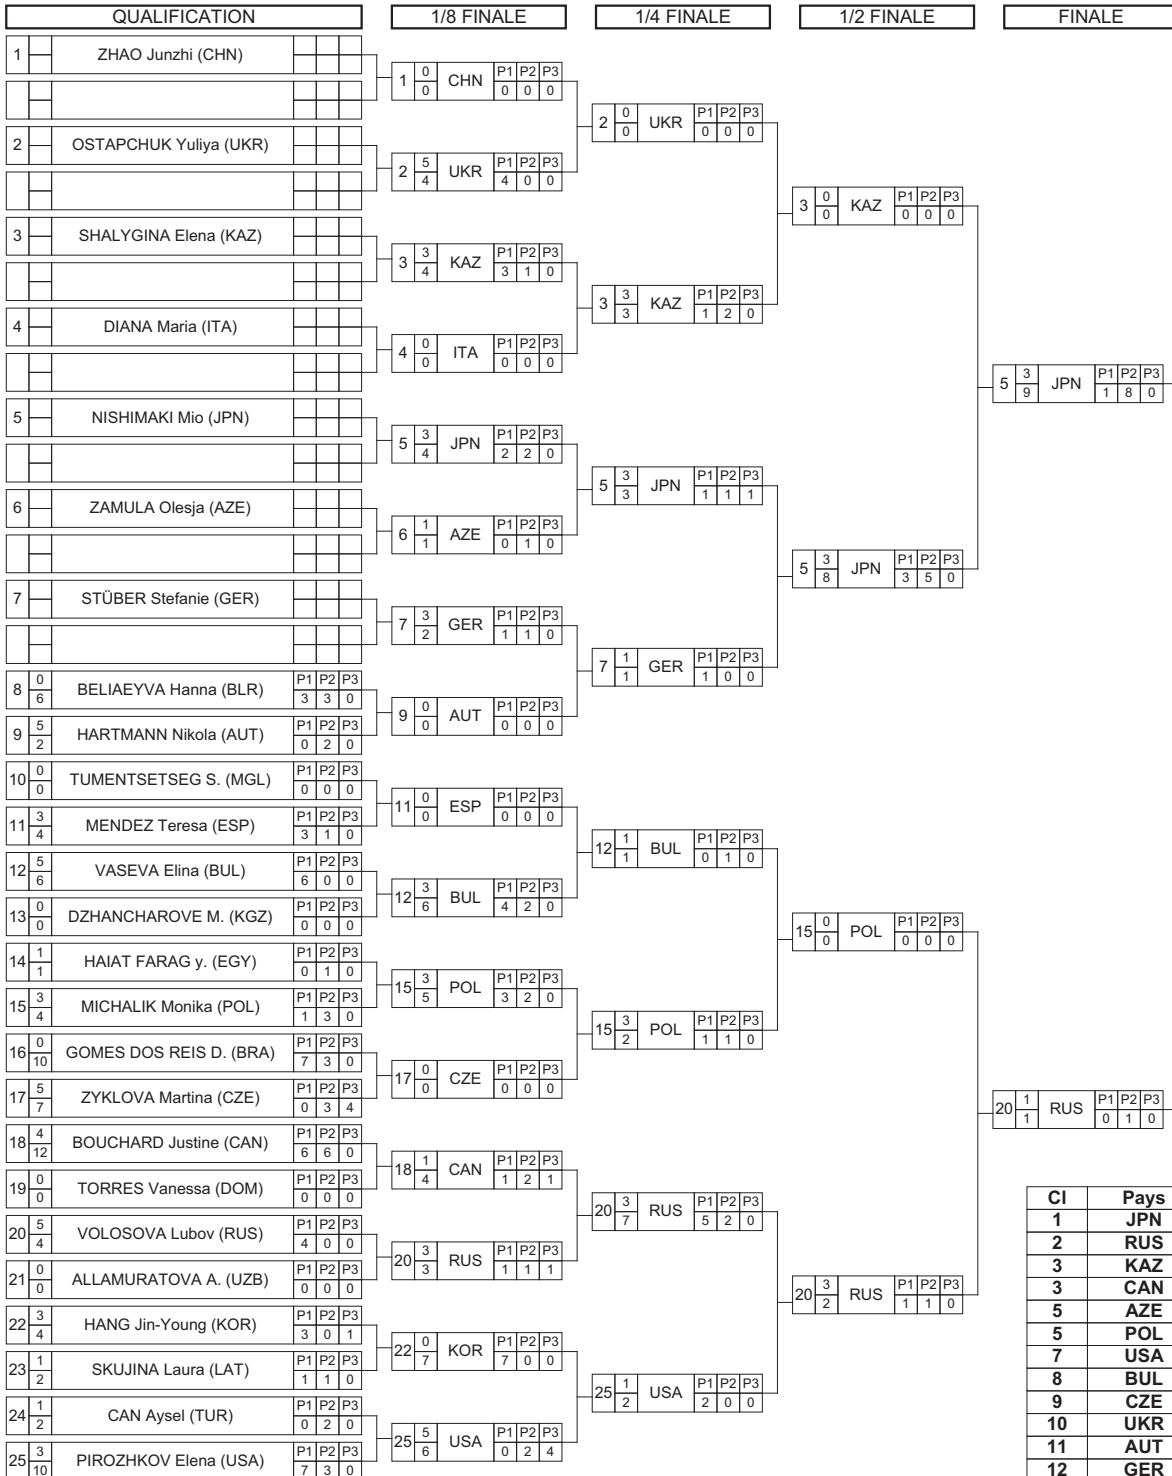 QUALIFICATION
1/8 FINALE
1/4 FINALE
1/2 FINALE
FINALE
1 ZHAO Junzhi (CHN)
2 OSTAPCHUK Yuliya (UKR)
3 SHALYGINA Elena (KAZ)
4 DIANA Maria (ITA)
5 NISHIMAKI Mio (JPN)
6 ZAMULA Olesja (AZE)
7 STÜBER Stefanie (GER)
8 0 6 BELIAEYVA Hanna (BLR) P1 P2 P3 3 3 0
9 5 2 HARTMANN Nikola (AUT) P1 P2 P3 0 2 0
10 0 0 TUMENTSETSEG S. (MGL) P1 P2 P3 0 0 0
11 3 4 MENDEZ Teresa (ESP) P1 P2 P3 3 1 0
12 5 6 VASEVA Elina (BUL) P1 P2 P3 6 0 0
13 0 0 DZHANCHAROVE M. (KGZ) P1 P2 P3 0 0 0
14 1 1 HAIAT FARAG y. (EGY) P1 P2 P3 0 1 0
15 3 4 MICHALIK Monika (POL) P1 P2 P3 1 3 0
16 0 10 GOMES DOS REIS D. (BRA) P1 P2 P3 7 3 0
17 5 7 ZYKLOVA Martina (CZE) P1 P2 P3 0 3 4
18 4 12 BOUCHARD Justine (CAN) P1 P2 P3 6 6 0
19 0 0 TORRES Vanessa (DOM) P1 P2 P3 0 0 0
20 5 4 VOLOSOVA Lubov (RUS) P1 P2 P3 4 0 0
21 0 0 ALLAMURATOVA A. (UZB) P1 P2 P3 0 0 0
22 3 4 HANG Jin-Young (KOR) P1 P2 P3 3 0 1
23 1 2 SKUJINA Laura (LAT) P1 P2 P3 1 1 0
24 1 2 CAN Aysel (TUR) P1 P2 P3 0 2 0
25 3 10 PIROZHKOV Elena (USA) P1 P2 P3 7 3 0
1 0 0 CHN P1 P2 P3 0 0 0
2 5 4 UKR P1 P2 P3 4 0 0
3 3 4 KAZ P1 P2 P3 3 1 0
4 0 0 ITA P1 P2 P3 0 0 0
5 3 4 JPN P1 P2 P3 2 2 0
6 1 1 AZE P1 P2 P3 0 1 0
7 3 2 GER P1 P2 P3 1 1 0
9 0 0 AUT P1 P2 P3 0 0 0
11 0 0 ESP P1 P2 P3 0 0 0
12 3 6 BUL P1 P2 P3 4 2 0
15 3 5 POL P1 P2 P3 3 2 0
17 0 0 CZE P1 P2 P3 0 0 0
18 1 4 CAN P1 P2 P3 1 2 1
20 3 3 RUS P1 P2 P3 1 1 1
22 0 7 KOR P1 P2 P3 7 0 0
25 5 6 USA P1 P2 P3 0 2 4
2 0 0 UKR P1 P2 P3 0 0 0
3 3 3 KAZ P1 P2 P3 1 2 0
5 3 3 JPN P1 P2 P3 1 1 1
7 1 1 GER P1 P2 P3 1 0 0
12 1 1 BUL P1 P2 P3 0 1 0
15 3 2 POL P1 P2 P3 1 1 0
20 3 7 RUS P1 P2 P3 5 2 0
25 1 2 USA P1 P2 P3 2 0 0
3 0 0 KAZ P1 P2 P3 0 0 0
5 3 8 JPN P1 P2 P3 3 5 0
15 0 0 POL P1 P2 P3 0 0 0
20 3 2 RUS P1 P2 P3 1 1 0
5 3 9 JPN P1 P2 P3 1 8 0
20 1 1 RUS P1 P2 P3 0 1 0
Cl Pays
1 JPN
2 RUS
3 KAZ
3 CAN
5 AZE
5 POL
7 USA
8 BUL
9 CZE
10 UKR
11 AUT
12 GER